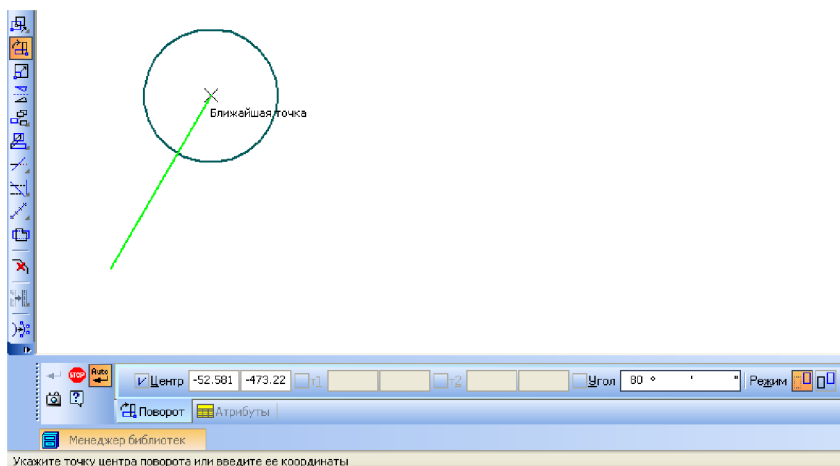 Ближайшая точка
STOP Auto Центр -52.581 -473.22 т1 т2 Угол 80 ° ' " Режим
Поворот Атрибуты
Менеджер библиотек
Укажите точку центра поворота или введите ее координаты